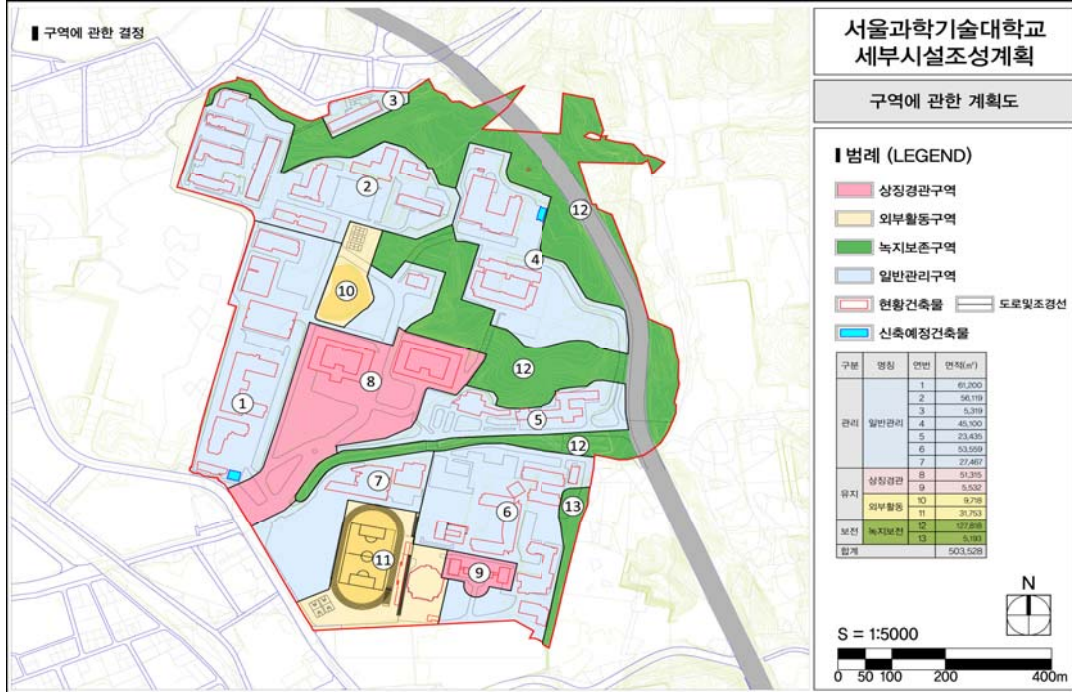 구역에 관한 결정
서울과학기술대학교
세부시설조성계획
구역에 관한 계획도
범례 (LEGEND)
상징경관구역
외부활동구역
녹지보존구역
일반관리구역
현황건축물 도로및조경선
신축예정건축물
구분 명칭 연번 면적(㎡)
관리 일반관리 1 61,200
2 56,119
3 5,319
4 45,100
5 23,435
6 53,559
7 27,467
유지 상징경관 8 51,315
9 5,532
외부활동 10 9,718
11 31,753
보전 녹지보전 12 127,818
13 5,193
합계 503,528
3
2
12
4
10
8
12
1
5
12
7
6
13
11
9
N
S = 1:5000
0 50 100 200 400m